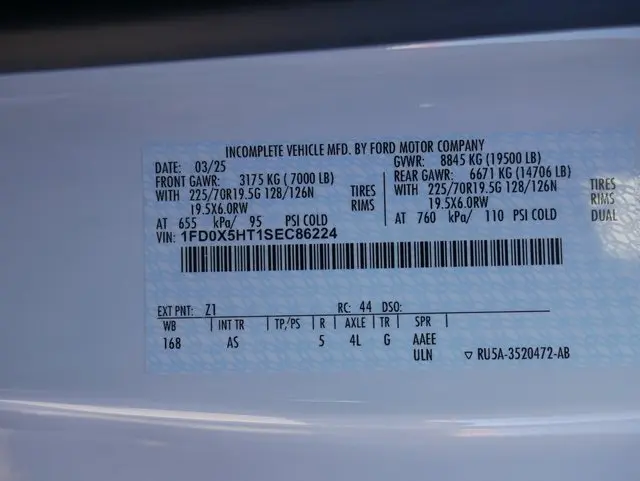 INCOMPLETE VEHICLE MFD. BY FORD MOTOR COMPANY
DATE: 03/25 GVWR: 8845 KG (19500 LB)
FRONT GAWR: 3175 KG (7000 LB) REAR GAWR: 6671 KG (14706 LB)
WITH 225/70R19.5G 128/126N TIRES WITH 225/70R19.5G 128/126N TIRES
19.5X6.0RW RIMS 19.5X6.0RW RIMS
AT 655 kPa/ 95 PSI COLD AT 760 kPa/ 110 PSI COLD DUAL
VIN: 1FD0X5HT1SEC86224
EXT PNT: Z1 RC: 44 DSO:
WB INT TR TP/PS R AXLE TR SPR
168 AS 5 4L G AAEE
ULN ▽ RU5A-3520472-AB